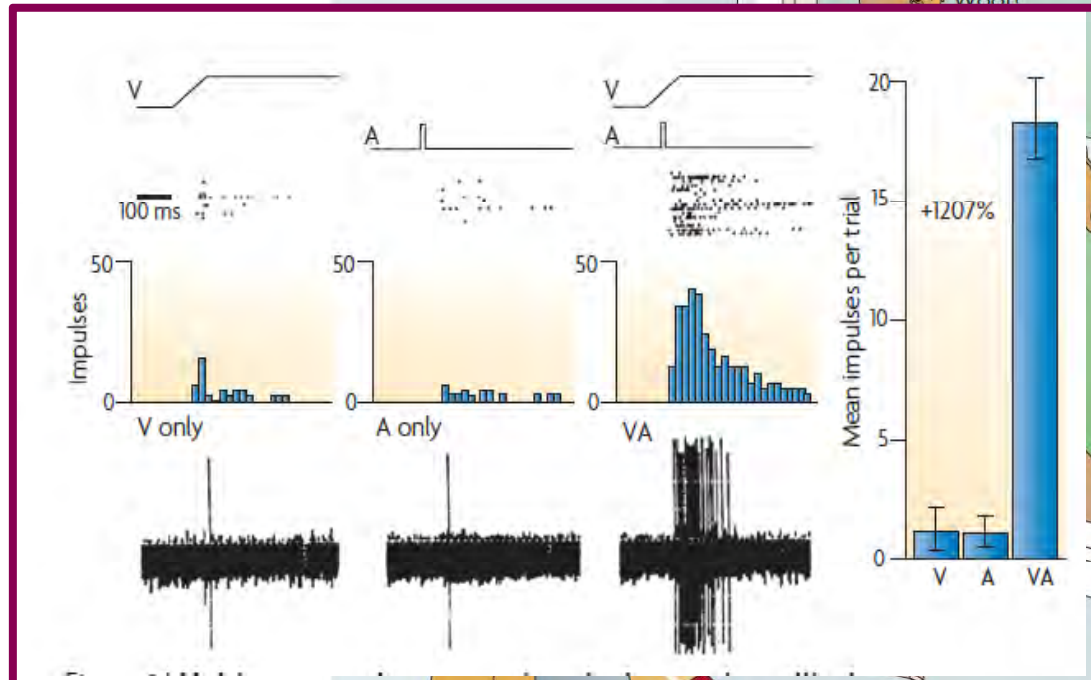 Wool
V
V
A
A
100 ms
50
50
50
Impulses
0
0
0
V only
A only
VA
20
15
10
5
0
Mean impulses per trial
+1207%
V
A
VA